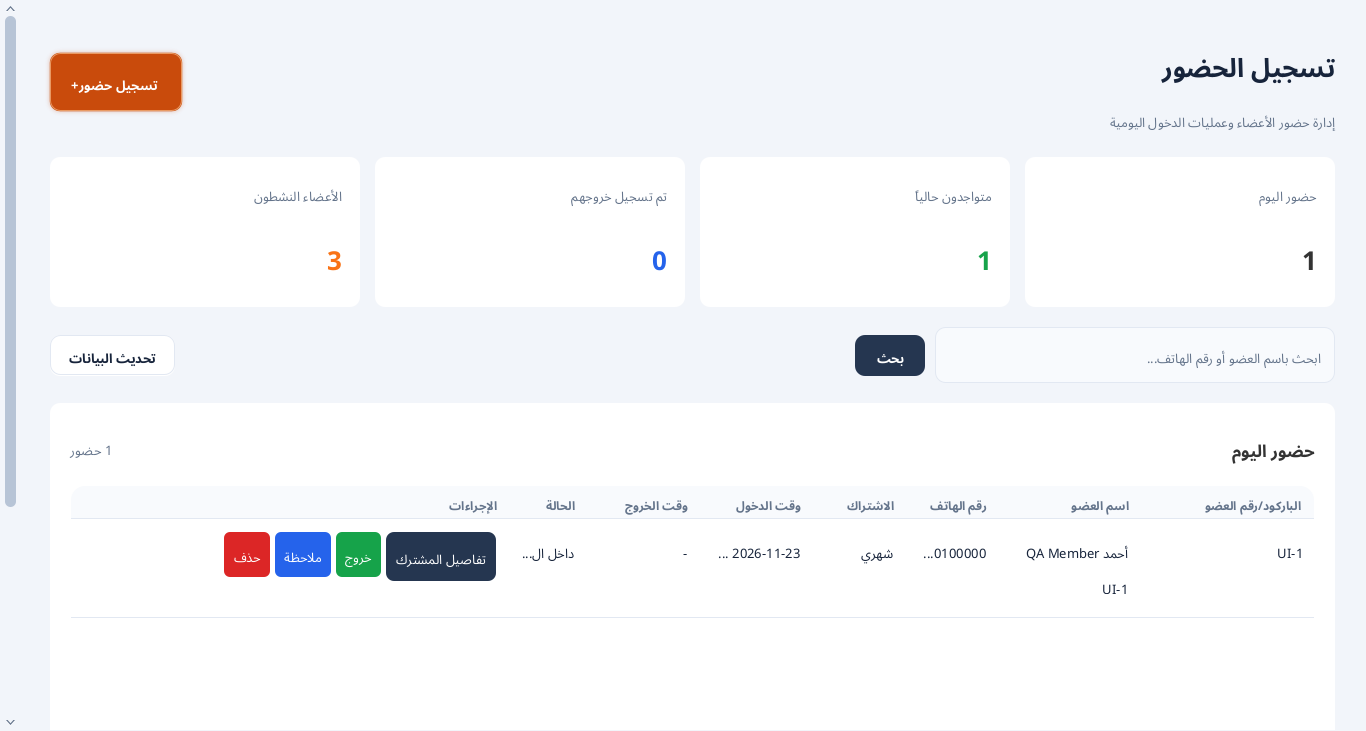 تسجيل الحضور
تسجيل حضور+
إدارة حضور الأعضاء وعمليات الدخول اليومية
حضور اليوم
متواجدون حالياً
تم تسجيل خروجهم
الأعضاء النشطون
1
1
0
3
ابحث باسم العضو أو رقم الهاتف...
بحث
تحديث البيانات
حضور اليوم
1 حضور
الباركود/رقم العضو
اسم العضو
رقم الهاتف
الاشتراك
وقت الدخول
وقت الخروج
الحالة
الإجراءات
UI-1
أحمد QA Member
UI-1
0100000...
شهري
2026-11-23 ...
-
داخل ال...
تفاصيل المشترك
خروج
ملاحظة
حذف